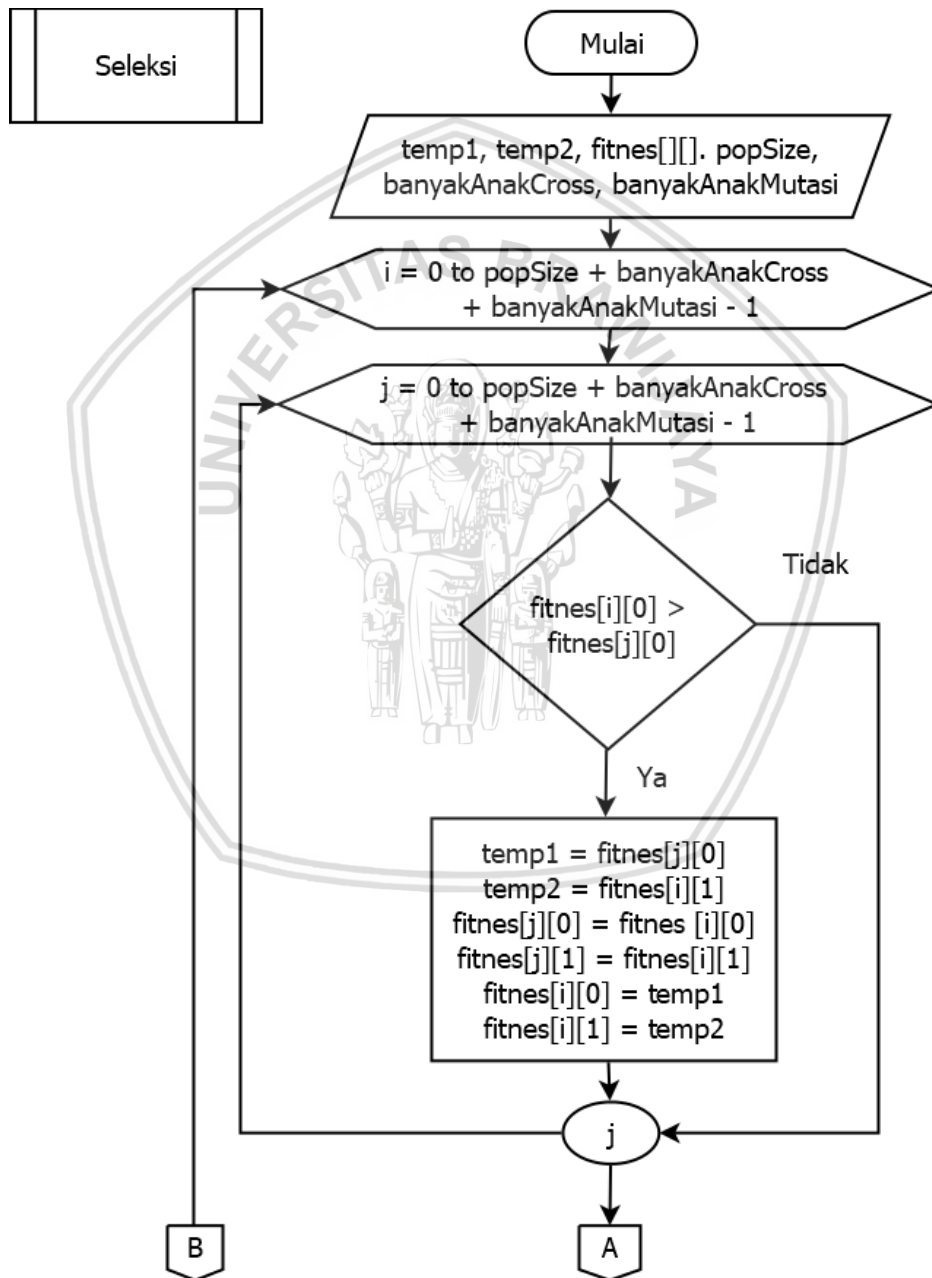 Seleksi
Mulai
temp1, temp2, fitnes[][]. popSize,
banyakAnakCross, banyakAnakMutasi
i = 0 to popSize + banyakAnakCross
+ banyakAnakMutasi - 1
j = 0 to popSize + banyakAnakCross
+ banyakAnakMutasi - 1
UNIVERSITAS BRAWIJAYA
Tidak
fitnes[i][0] >
fitnes[j][0]
Ya
temp1 = fitnes[j][0]
temp2 = fitnes[i][1]
fitnes[j][0] = fitnes [i][0]
fitnes[j][1] = fitnes[i][1]
fitnes[i][0] = temp1
fitnes[i][1] = temp2
j
B
A